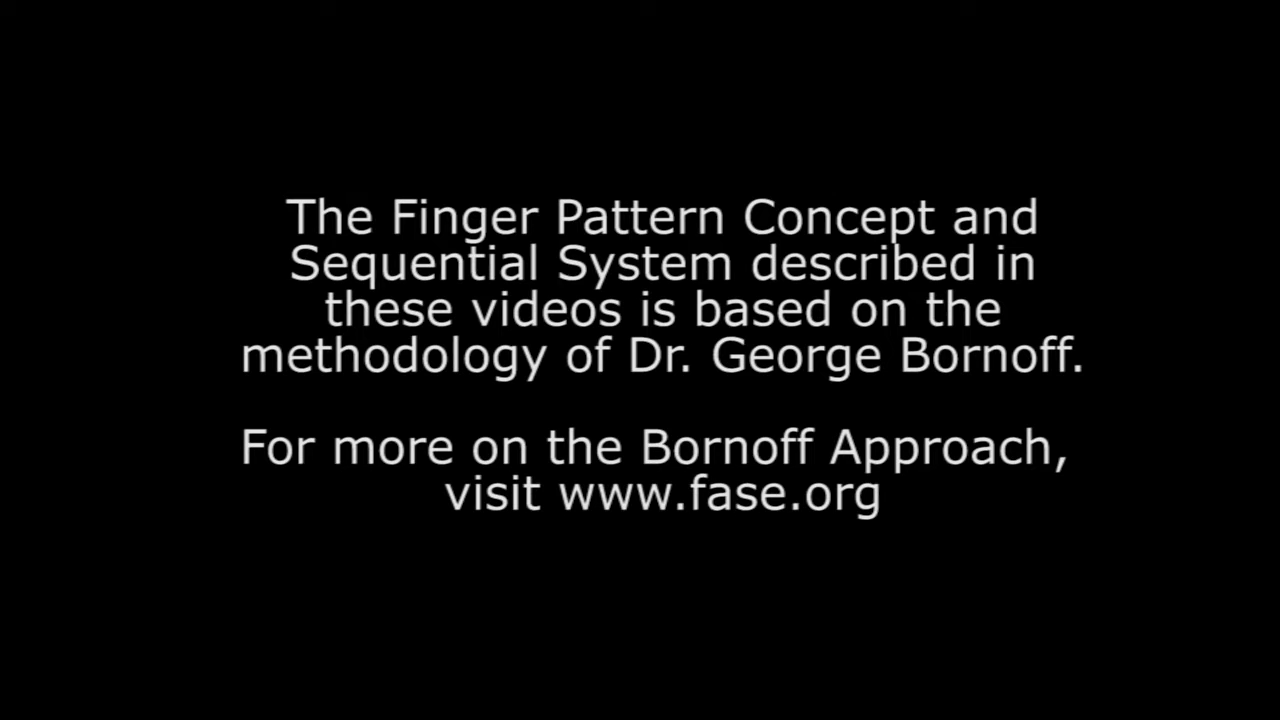 The Finger Pattern Concept and
Sequential System described in
these videos is based on the
methodology of Dr. George Bornoff.
For more on the Bornoff Approach,
visit www.fase.org